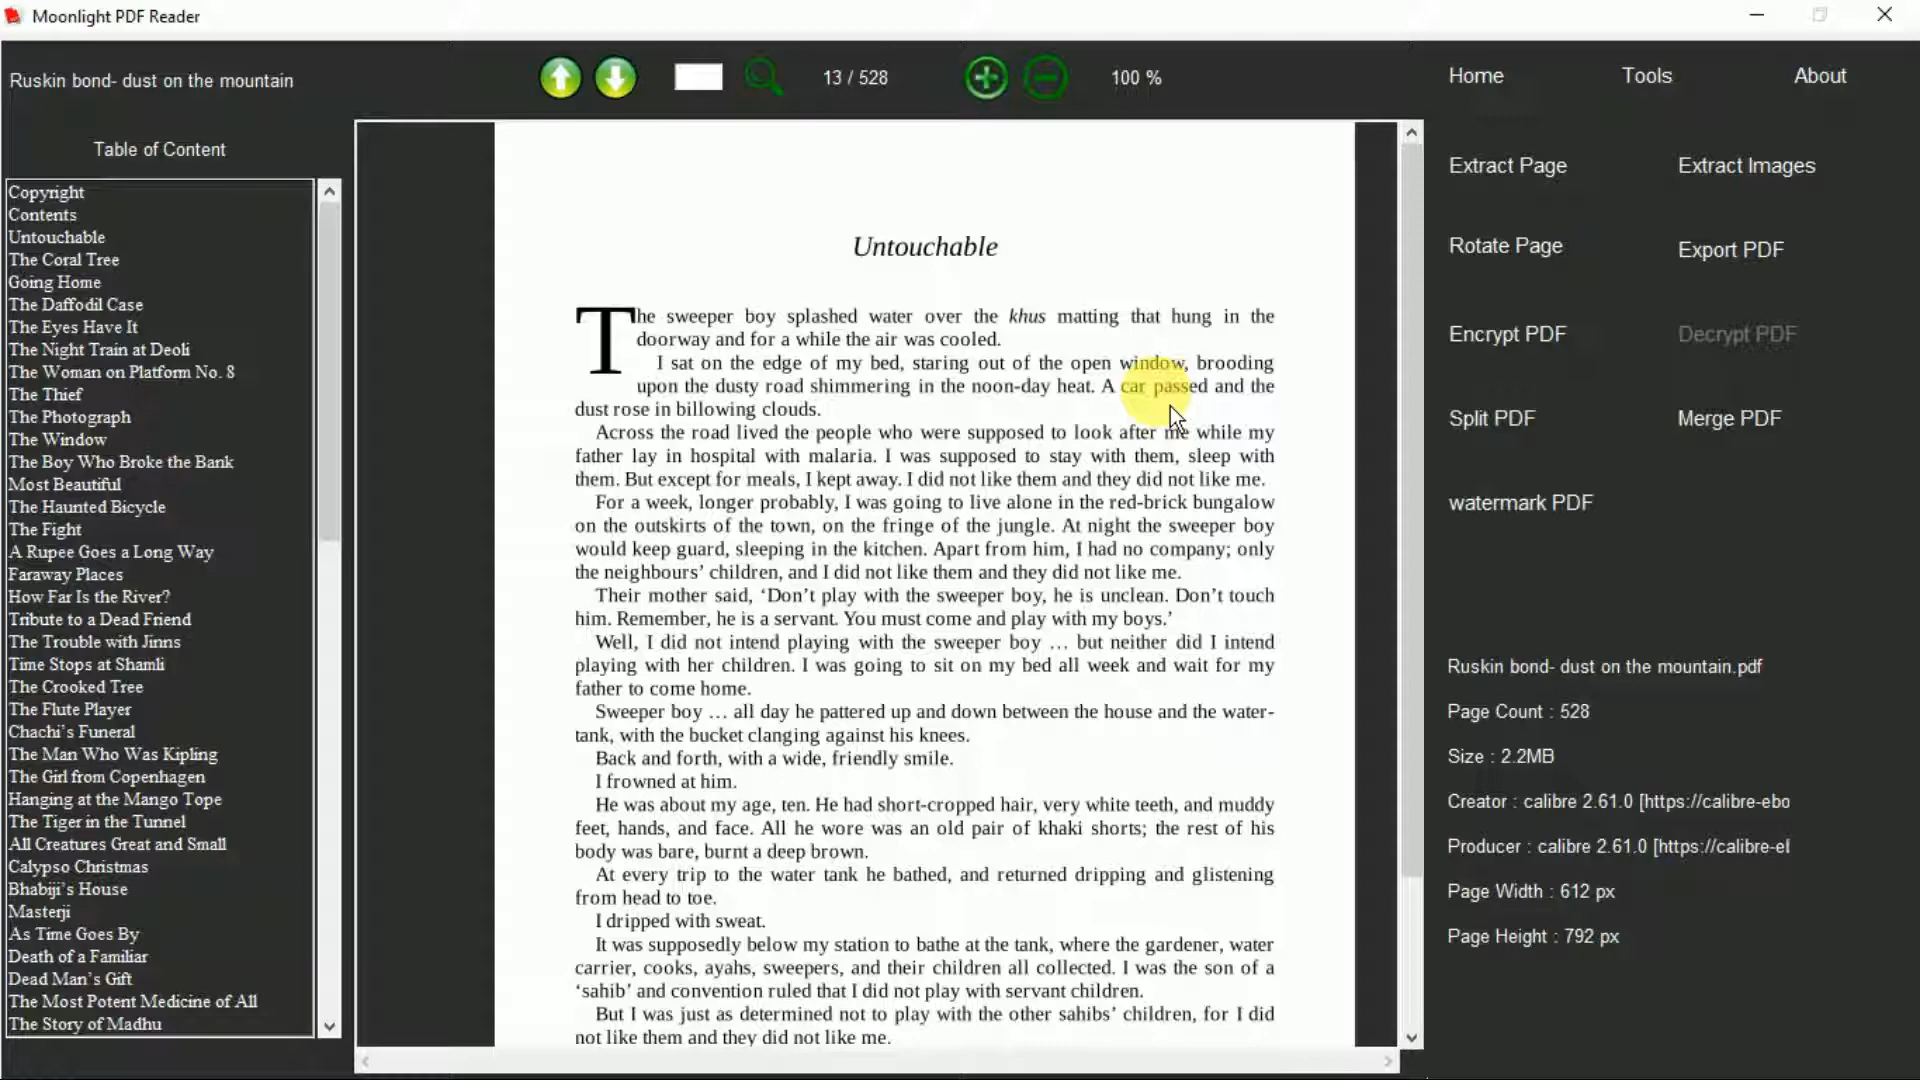 Moonlight PDF Reader
Ruskin bond- dust on the mountain
13 / 528
100 %
Home
Tools
About
Table of Content
Copyright
Contents
Untouchable
The Coral Tree
Going Home
The Daffodil Case
The Eyes Have It
The Night Train at Deoli
The Woman on Platform No. 8
The Thief
The Photograph
The Window
The Boy Who Broke the Bank
Most Beautiful
The Haunted Bicycle
The Fight
A Rupee Goes a Long Way
Faraway Places
How Far Is the River?
Tribute to a Dead Friend
The Trouble with Jinns
Time Stops at Shamli
The Crooked Tree
The Flute Player
Chachi's Funeral
The Man Who Was Kipling
The Girl from Copenhagen
Hanging at the Mango Tope
The Tiger in the Tunnel
All Creatures Great and Small
Calypso Christmas
Bhabiji's House
Masterji
As Time Goes By
Death of a Familiar
Dead Man's Gift
The Most Potent Medicine of All
The Story of Madhu
Untouchable
The sweeper boy splashed water over the khus matting that hung in the
doorway and for a while the air was cooled.
I sat on the edge of my bed, staring out of the open window, brooding
upon the dusty road shimmering in the noon-day heat. A car passed and the
dust rose in billowing clouds.
Across the road lived the people who were supposed to look after me while my
father lay in hospital with malaria. I was supposed to stay with them, sleep with
them. But except for meals, I kept away. I did not like them and they did not like me.
For a week, longer probably, I was going to live alone in the red-brick bungalow
on the outskirts of the town, on the fringe of the jungle. At night the sweeper boy
would keep guard, sleeping in the kitchen. Apart from him, I had no company; only
the neighbours' children, and I did not like them and they did not like me.
Their mother said, 'Don't play with the sweeper boy, he is unclean. Don't touch
him. Remember, he is a servant. You must come and play with my boys.'
Well, I did not intend playing with the sweeper boy … but neither did I intend
playing with her children. I was going to sit on my bed all week and wait for my
father to come home.
Sweeper boy … all day he pattered up and down between the house and the water-
tank, with the bucket clanging against his knees.
Back and forth, with a wide, friendly smile.
I frowned at him.
He was about my age, ten. He had short-cropped hair, very white teeth, and muddy
feet, hands, and face. All he wore was an old pair of khaki shorts; the rest of his
body was bare, burnt a deep brown.
At every trip to the water tank he bathed, and returned dripping and glistening
from head to toe.
I dripped with sweat.
It was supposedly below my station to bathe at the tank, where the gardener, water
carrier, cooks, ayahs, sweepers, and their children all collected. I was the son of a
'sahib' and convention ruled that I did not play with servant children.
But I was just as determined not to play with the other sahibs' children, for I did
not like them and they did not like me.
Extract Page
Extract Images
Rotate Page
Export PDF
Encrypt PDF
Decrypt PDF
Split PDF
Merge PDF
watermark PDF
Ruskin bond- dust on the mountain.pdf
Page Count : 528
Size : 2.2MB
Creator : calibre 2.61.0 [https://calibre-ebo
Producer : calibre 2.61.0 [https://calibre-el
Page Width : 612 px
Page Height : 792 px